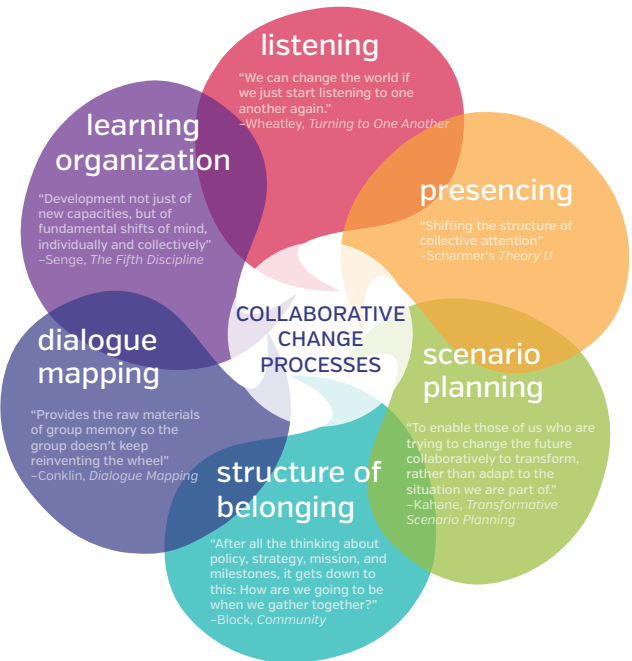 listening
“We can change the world if
we just start listening to one
another again.”
–Wheatley, Turning to One Another
presencing
“Shifting the structure of
collective attention”
–Scharmer’s Theory U
scenario
planning
“To enable those of us who are
trying to change the future
collaboratively to transform,
rather than adapt to the
situation we are part of.”
–Kahane, Transformative
Scenario Planning
structure of
belonging
“After all the thinking about
policy, strategy, mission, and
milestones, it gets down to
this: How are we going to be
when we gather together?”
–Block, Community
dialogue
mapping
“Provides the raw materials
of group memory so the
group doesn’t keep
reinventing the wheel”
–Conklin, Dialogue Mapping
learning
organization
“Development not just of
new capacities, but of
fundamental shifts of mind,
individually and collectively”
–Senge, The Fifth Discipline
COLLABORATIVE
CHANGE
PROCESSES